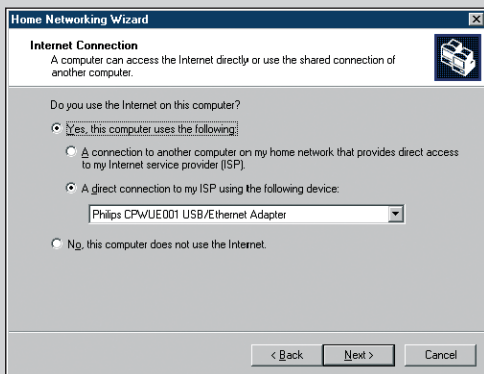 Home Networking Wizard
Internet Connection
A computer can access the Internet directly or use the shared connection of
another computer.
Do you use the Internet on this computer?
Yes, this computer uses the following:
A connection to another computer on my home network that provides direct access
to my Internet service provider (ISP).
A direct connection to my ISP using the following device:
Philips CPWUE001 USB/Ethernet Adapter
No, this computer does not use the Internet.
< Back
Next >
Cancel